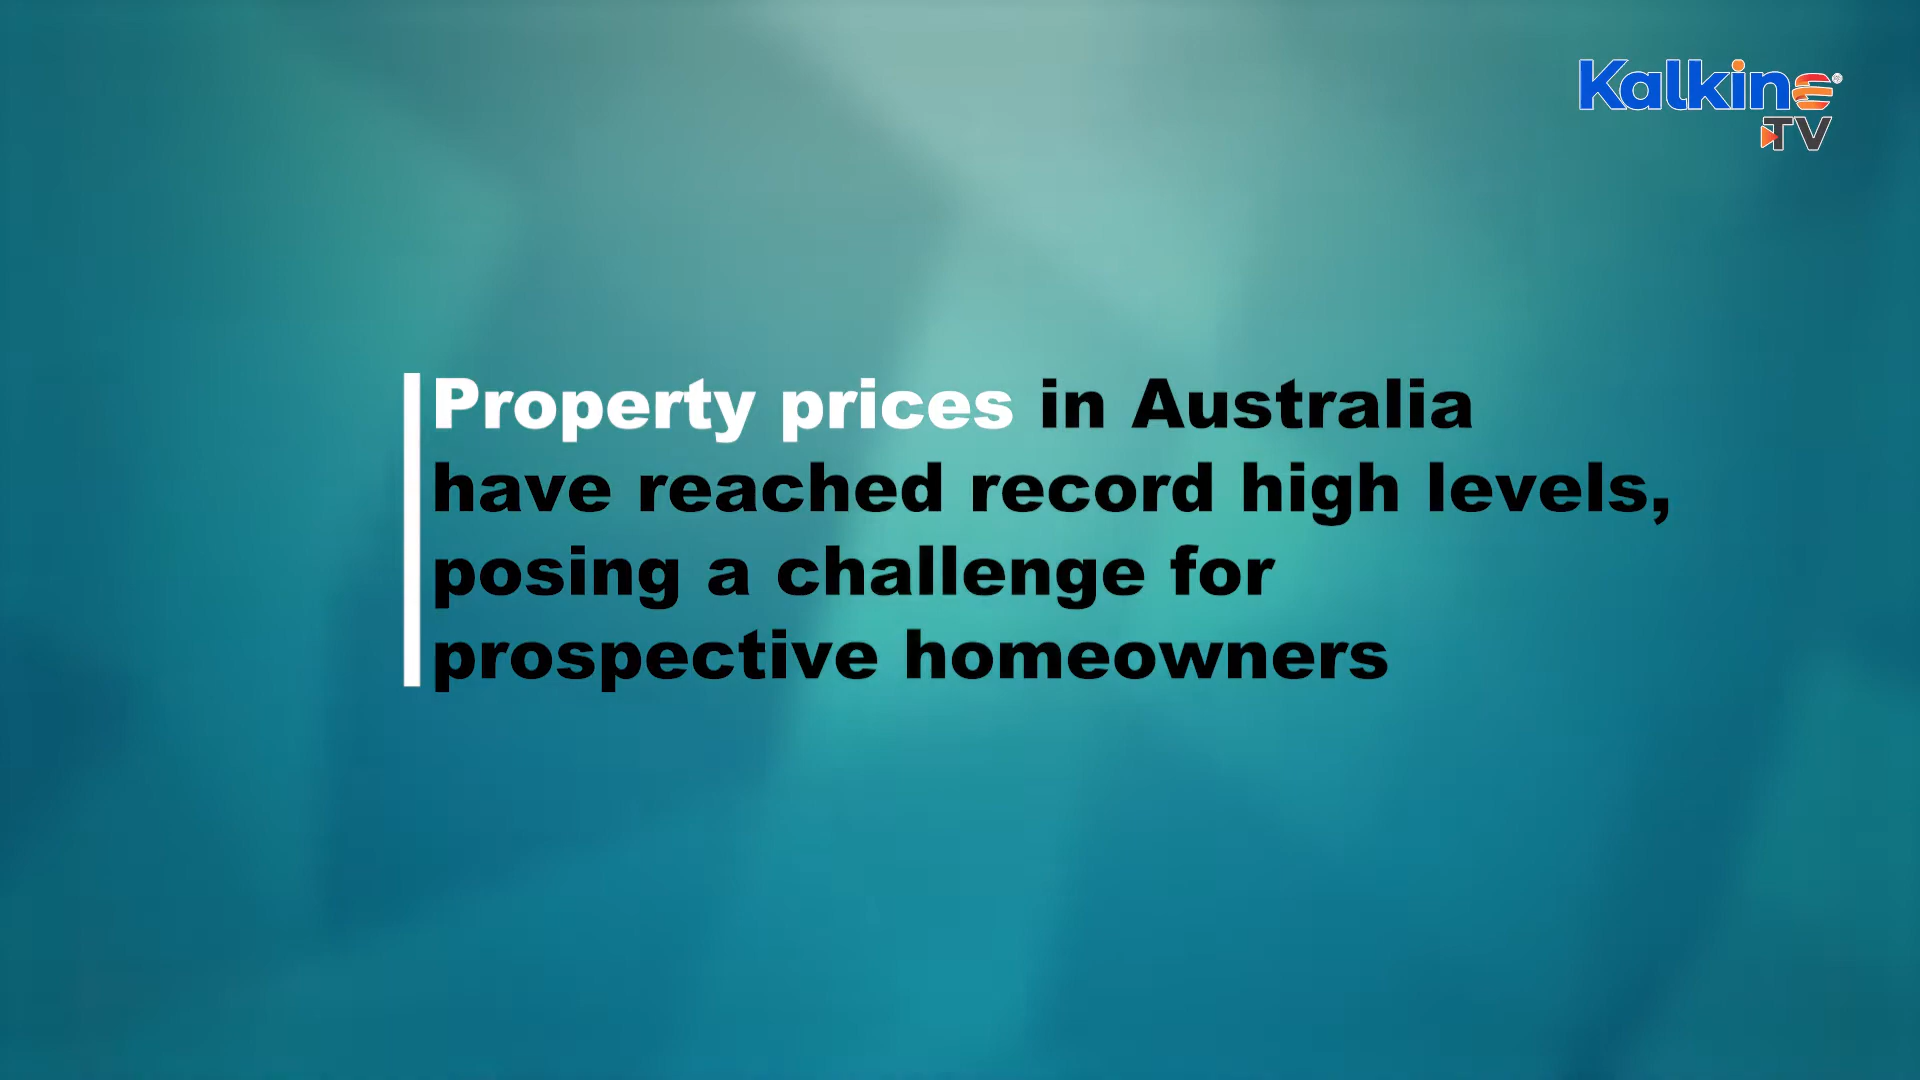 Kalkine
TV
Property prices in Australia
have reached record high levels,
posing a challenge for
prospective homeowners